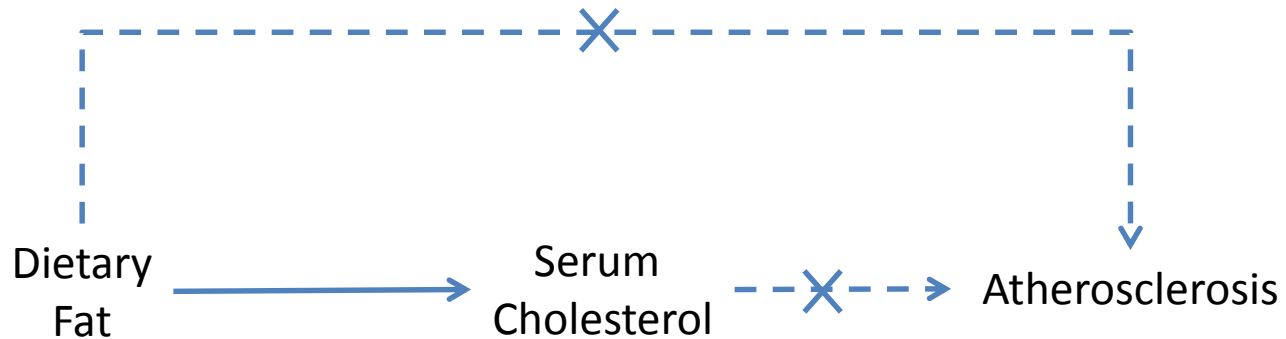 Dietary
Fat
Serum
Cholesterol
Atherosclerosis